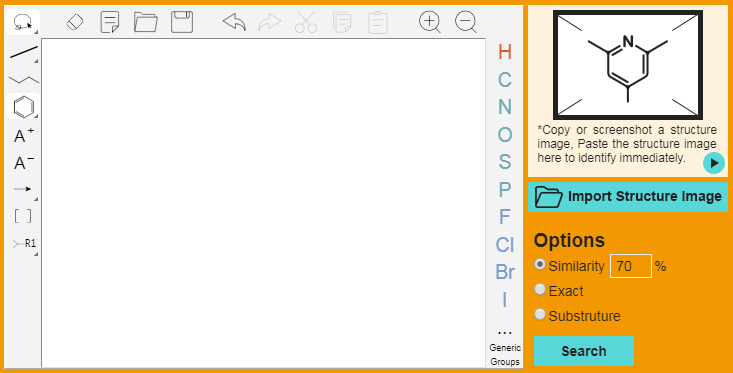 A+
A-
[ ]
R1
H
C
N
O
S
P
F
Cl
Br
I
...
Generic
Groups
N
*Copy or screenshot a structure
image, Paste the structure image
here to identify immediately.
Import Structure Image
Options
Similarity 70 %
Exact
Substruture
Search